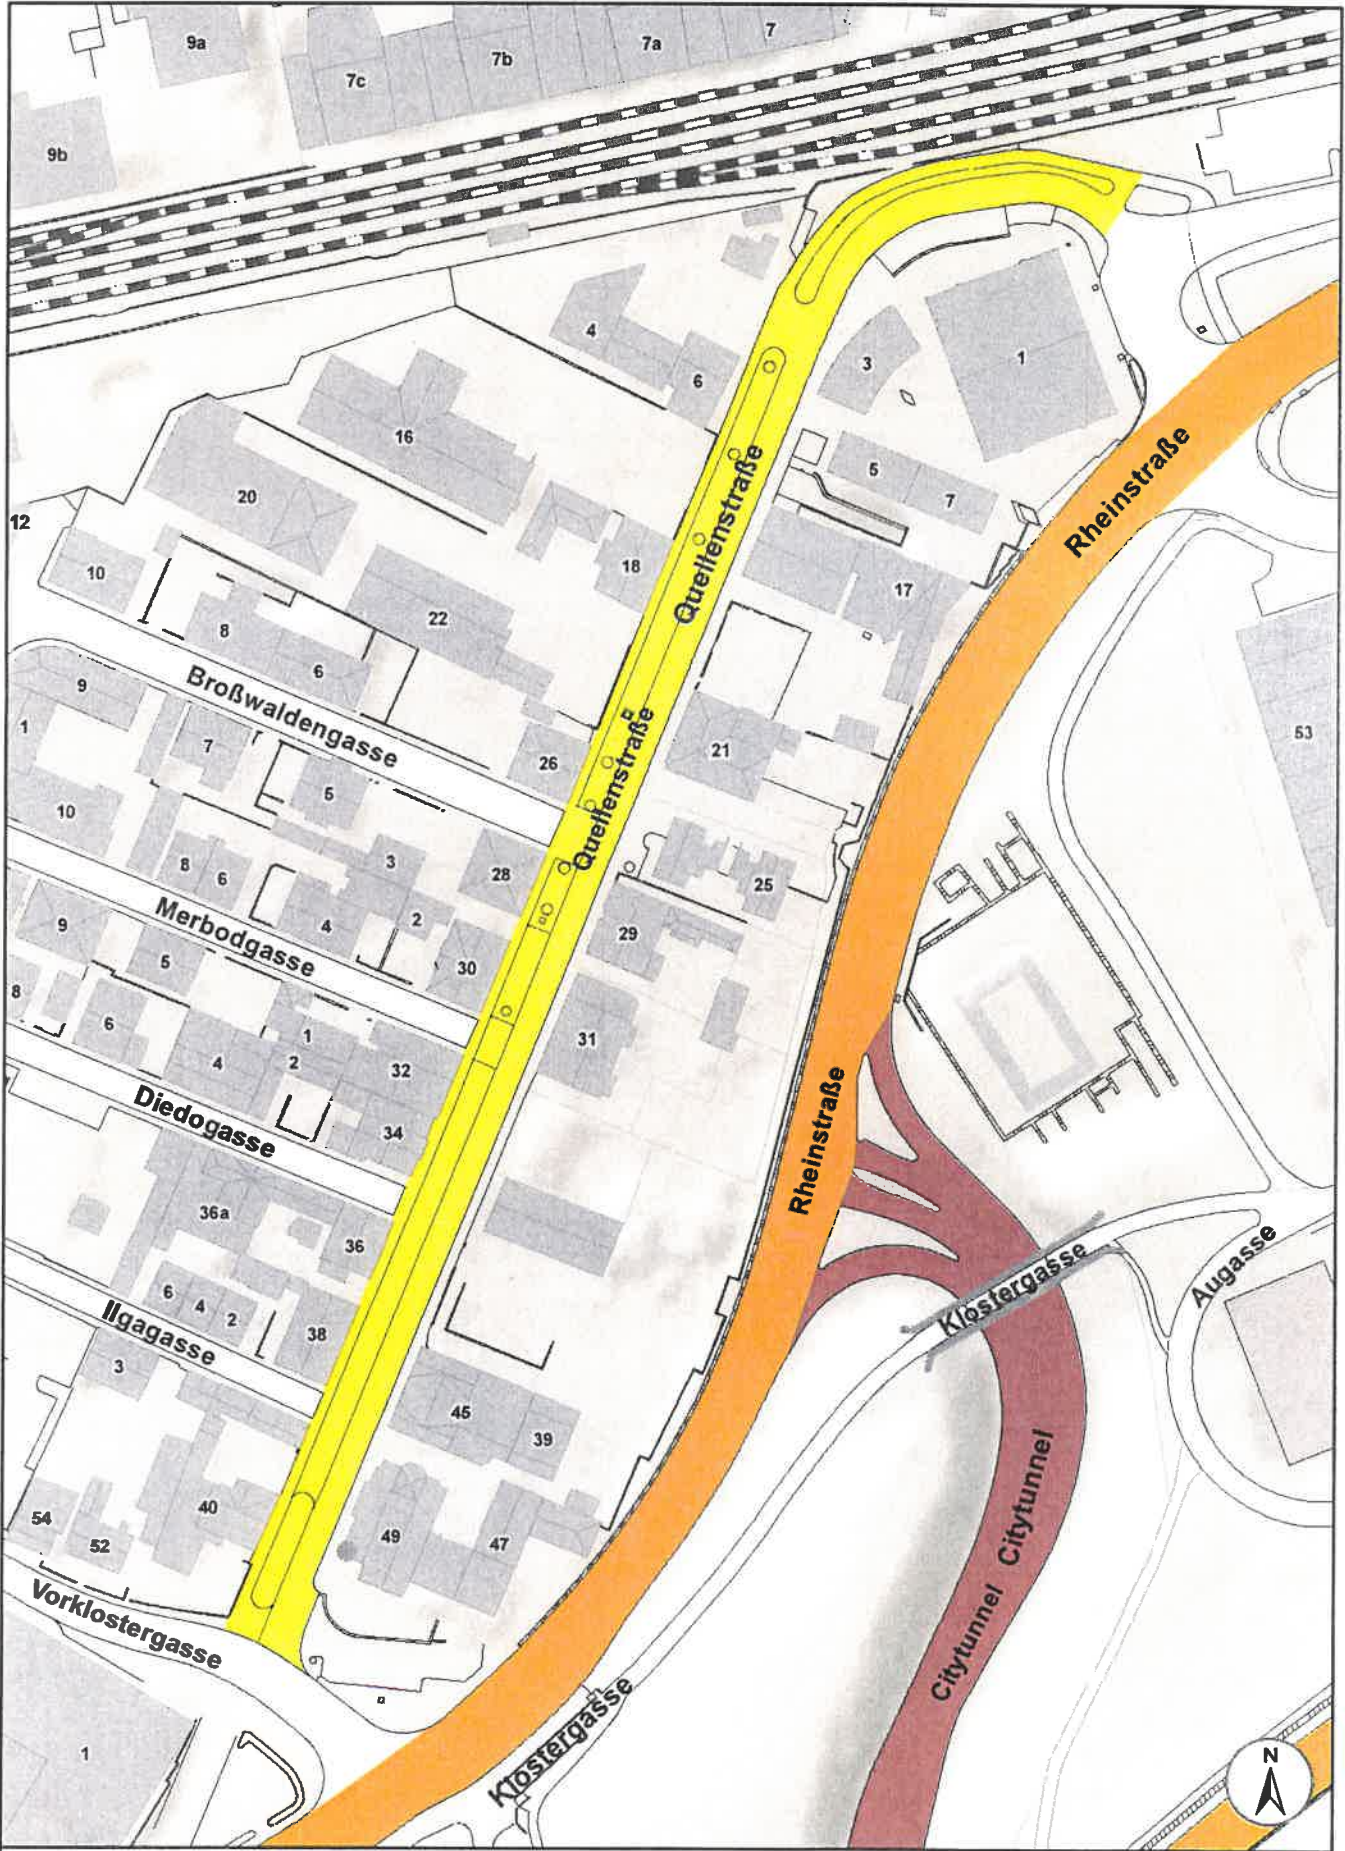 9a
7c
7b
7a
7
9b
4
6
3
1
16
5
7
20
12
18
10
Quellenstraße
Rheinstraße
17
22
8
6
Broßwaldengasse
9
1
7
21
53
26
5
Quellenstraße
10
3
28
8
6
25
4
2
Merbodgasse
9
29
30
5
8
6
1
31
2
4
32
Diedogasse
34
Rheinstraße
36a
36
Klostergasse
Augasse
6
4
2
38
Ilgagasse
3
45
39
Citytunnel
40
54
52
49
47
Vorklostergasse
Citytunnel
Klostergasse
1
N